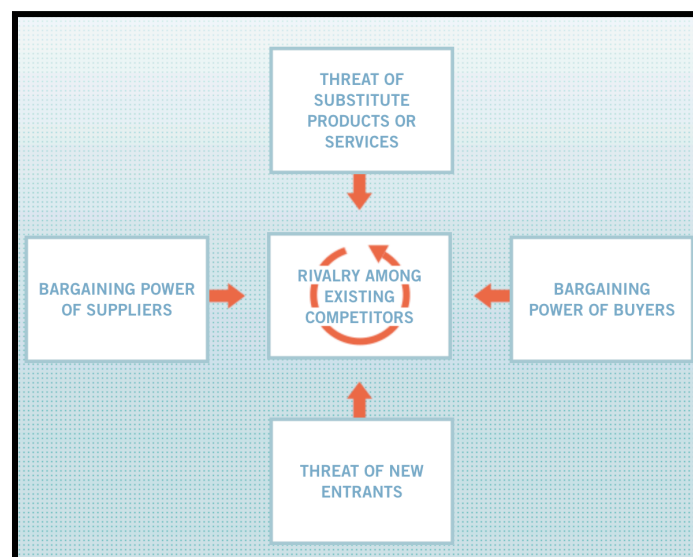 THREAT OF
SUBSTITUTE
PRODUCTS OR
SERVICES
BARGAINING POWER
OF SUPPLIERS
RIVALRY AMONG
EXISTING
COMPETITORS
BARGAINING
POWER OF BUYERS
THREAT OF NEW
ENTRANTS